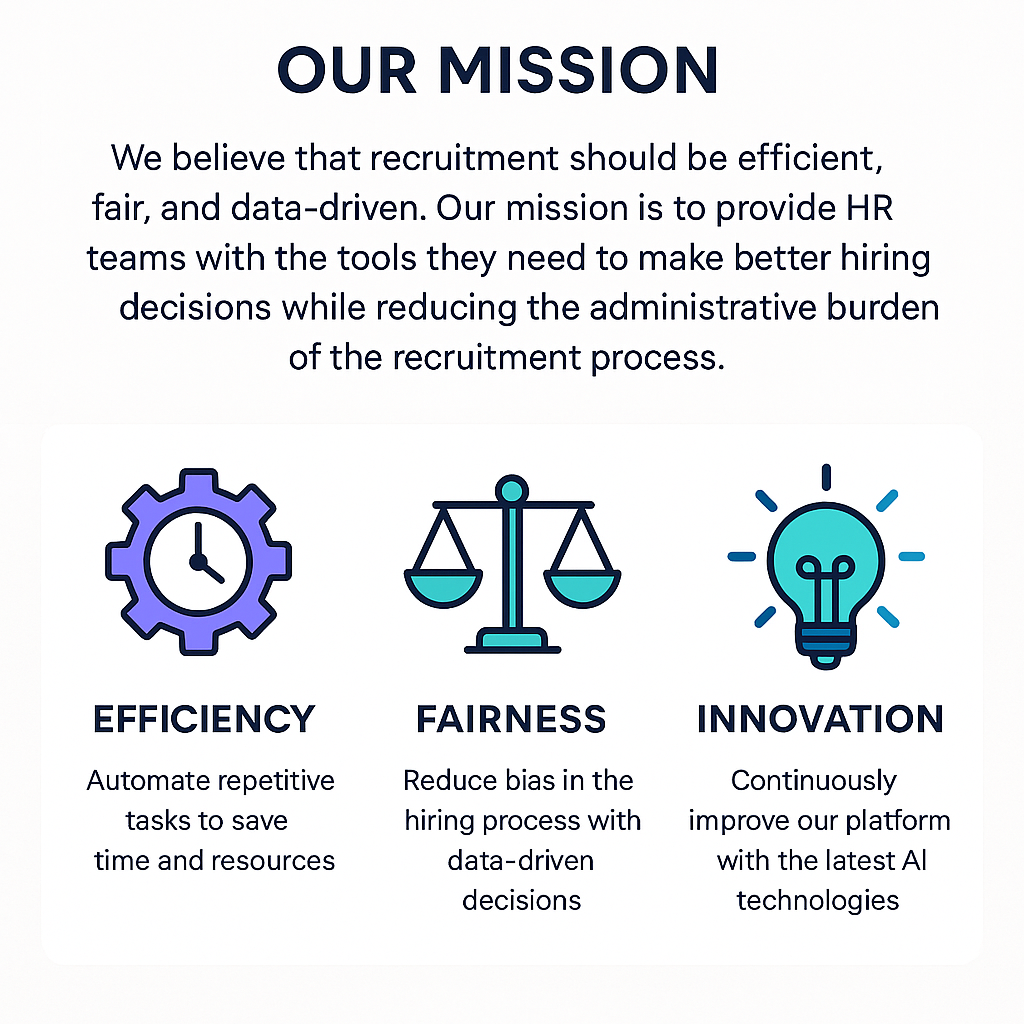 OUR MISSION
We believe that recruitment should be efficient,
fair, and data-driven. Our mission is to provide HR
teams with the tools they need to make better hiring
decisions while reducing the administrative burden
of the recruitment process.
EFFICIENCY
Automate repetitive
tasks to save
time and resources
FAIRNESS
Reduce bias in the
hiring process with
data-driven
decisions
INNOVATION
Continuously
improve our platform
with the latest AI
technologies